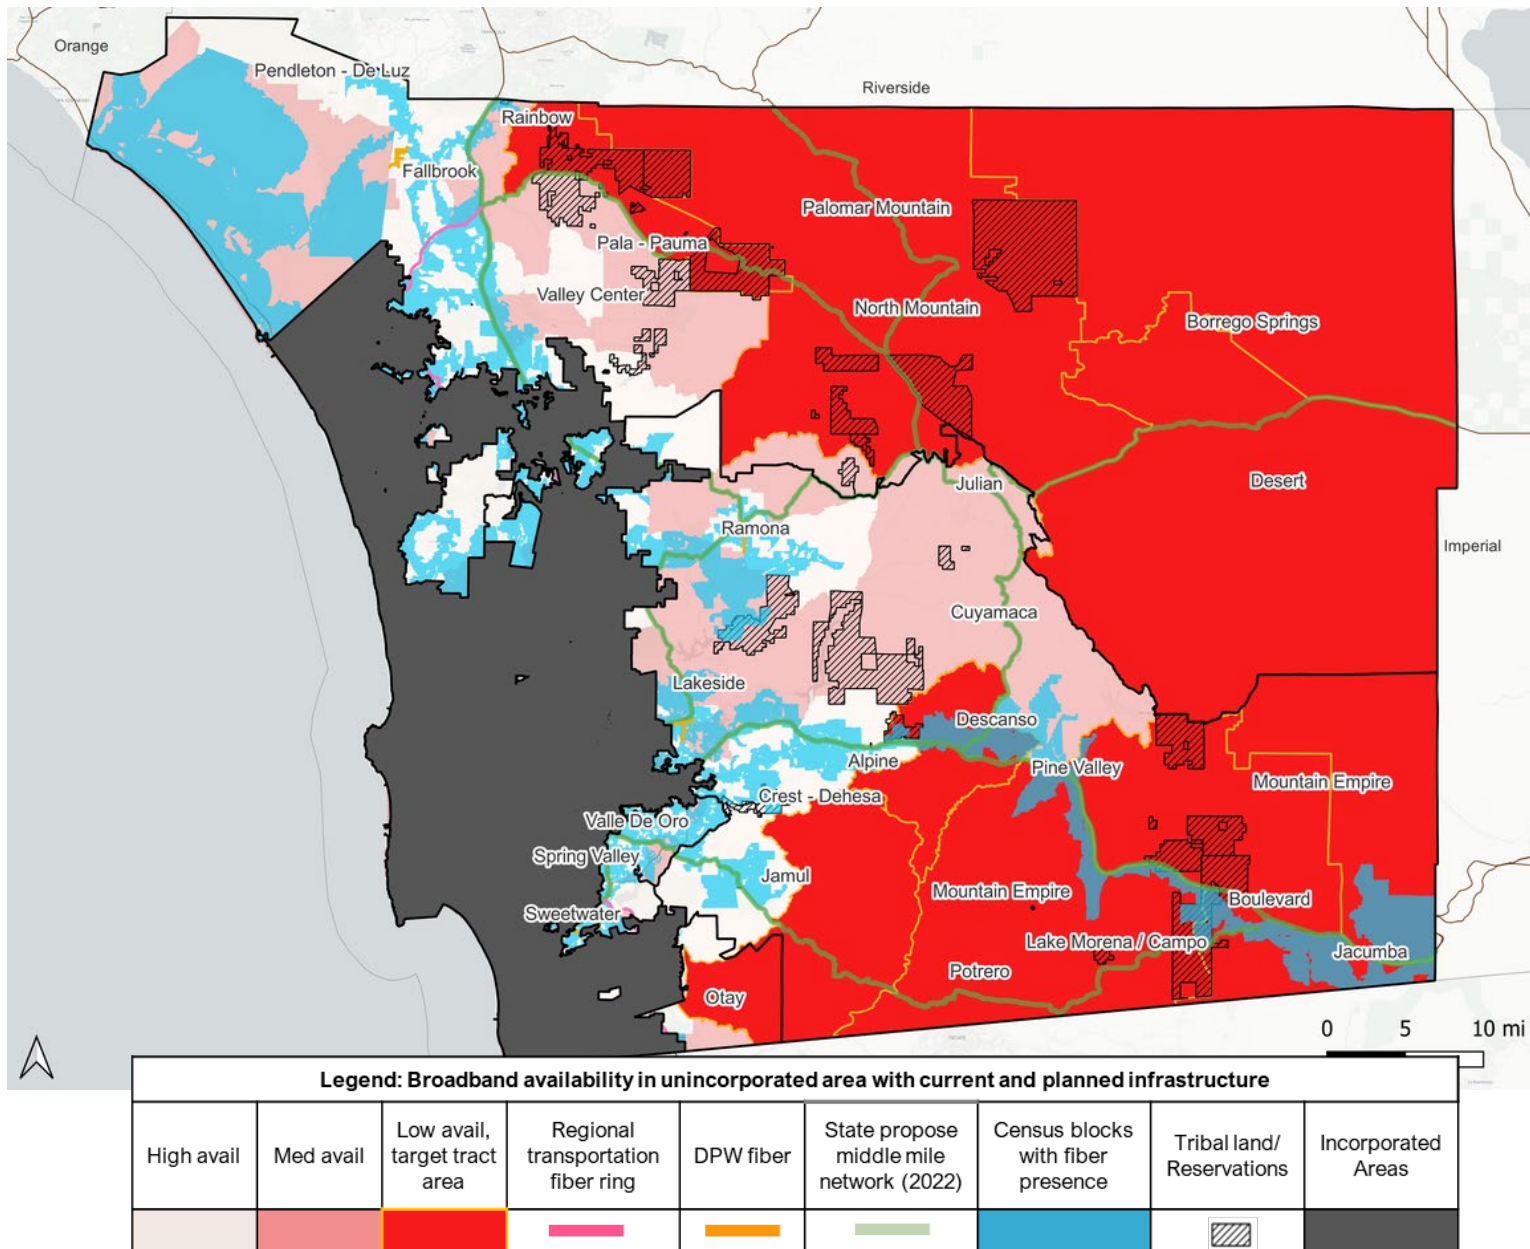 Orange
Pendleton - De Luz
Riverside
Rainbow
Fallbrook
Palomar Mountain
Pala - Pauma
Valley Center
North Mountain
Borrego Springs
Julian
Desert
Ramona
Imperial
Cuyamaca
Lakeside
Descanso
Alpine
Pine Valley
Mountain Empire
Crest - Dehesa
Valle De Oro
Spring Valley
Jamul
Mountain Empire
Boulevard
Sweetwater
Lake Morena / Campo
Jacumba
Potrero
Otay
0 5 10 mi
Legend: Broadband availability in unincorporated area with current and planned infrastructure
High avail
Med avail
Low avail,
target tract
area
Regional
transportation
fiber ring
DPW fiber
State propose
middle mile
network (2022)
Census blocks
with fiber
presence
Tribal land/
Reservations
Incorporated
Areas